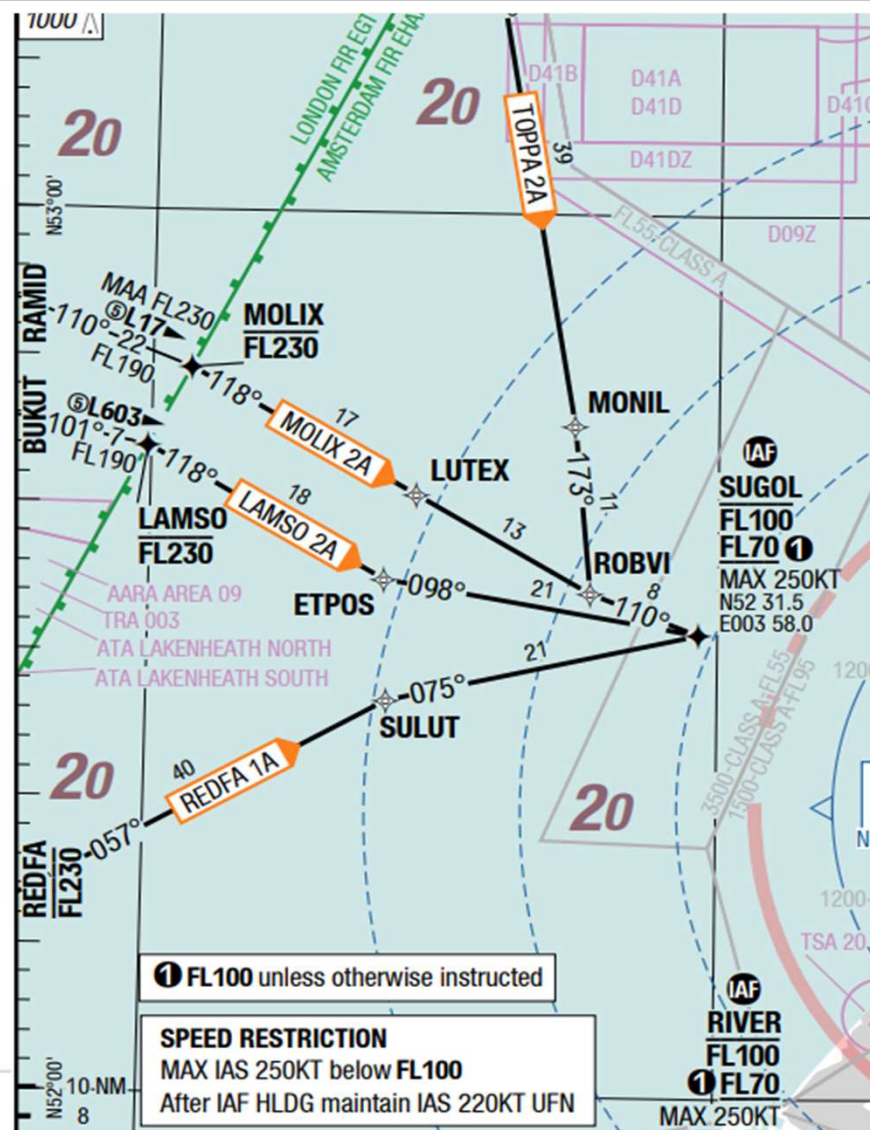 1000
LONDON FIR EGT
AMSTERDAM FIR EHA
20
20
D41B
D41A
D41D
D41DZ
TOPPA 2A
39
N53°00'
FL55-CLASS A
D09Z
RAMID
MAA FL230
⑤L17
110°-22
FL190
MOLIX
FL230
118°
17
MOLIX 2A
MONIL
BUKUT
⑤L603
101°-7
FL190
118°
18
LAMSO 2A
LUTEX
13
173°
11
IAF
SUGOL
FL100
FL70 ❶
MAX 250KT
N52 31.5
E003 58.0
LAMSO
FL230
ROBVI
8
110°
ETPOS
098°
21
AARA AREA 09
TRA 003
ATA LAKENHEATH NORTH
ATA LAKENHEATH SOUTH
21
075°
SULUT
3500-CLASS A-FL55
1500-CLASS A-FL95
20
40
REDFA 1A
20
057°
REDFA
FL230
TSA 20
❶ FL100 unless otherwise instructed
IAF
RIVER
FL100
❶ FL70
MAX 250KT
SPEED RESTRICTION
MAX IAS 250KT below FL100
After IAF HLDG maintain IAS 220KT UFN
N52°00'
10-NM
8